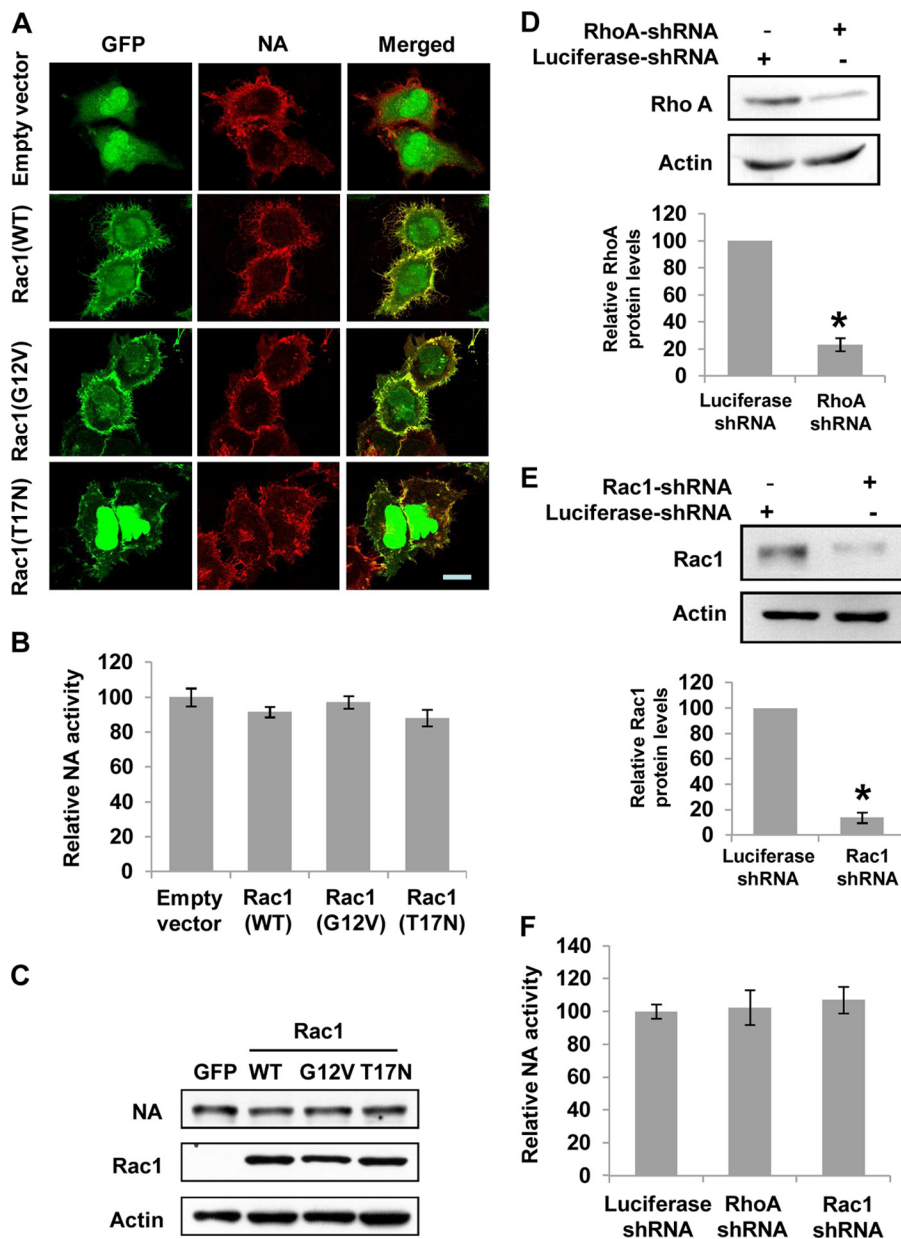 A
GFP NA Merged
Empty vector
Rac1(WT)
Rac1(G12V)
Rac1(T17N)
B
Relative NA activity
120
100
80
60
40
20
0
Empty vector
Rac1 (WT)
Rac1 (G12V)
Rac1 (T17N)
C
Rac1
GFP WT G12V T17N
NA
Rac1
Actin
D
RhoA-shRNA - +
Luciferase-shRNA + -
Rho A
Actin
Relative RhoA protein levels
120
100
80
60
40
20
0
*
Luciferase shRNA
RhoA shRNA
E
Rac1-shRNA - +
Luciferase-shRNA + -
Rac1
Actin
Relative Rac1 protein levels
120
100
80
60
40
20
0
*
Luciferase shRNA
Rac1 shRNA
F
Relative NA activity
140
120
100
80
60
40
20
0
Luciferase shRNA
RhoA shRNA
Rac1 shRNA